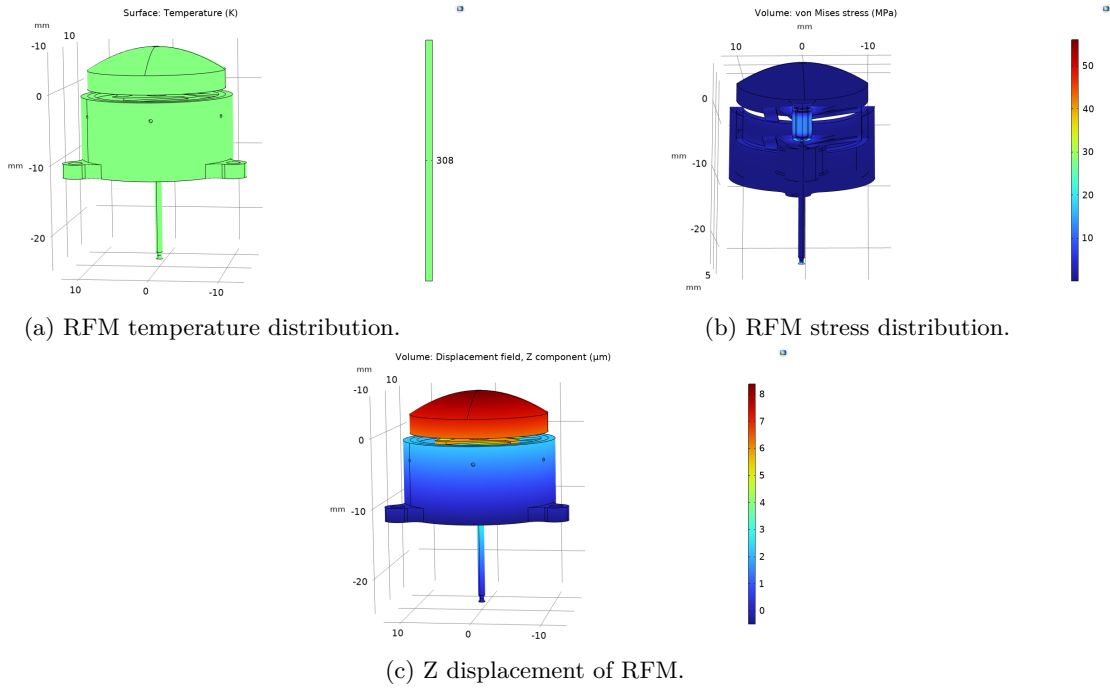 Surface: Temperature (K)
mm
-10
10
0
mm
-10
-20
10
0
-10
308
(a) RFM temperature distribution.
Volume: von Mises stress (MPa)
mm
10
0
-10
0
mm
-10
-20
5
mm
50
40
30
20
10
(b) RFM stress distribution.
Volume: Displacement field, Z component (µm)
mm
-10
10
0
mm
-10
-20
10
0
-10
8
7
6
5
4
3
2
1
0
(c) Z displacement of RFM.